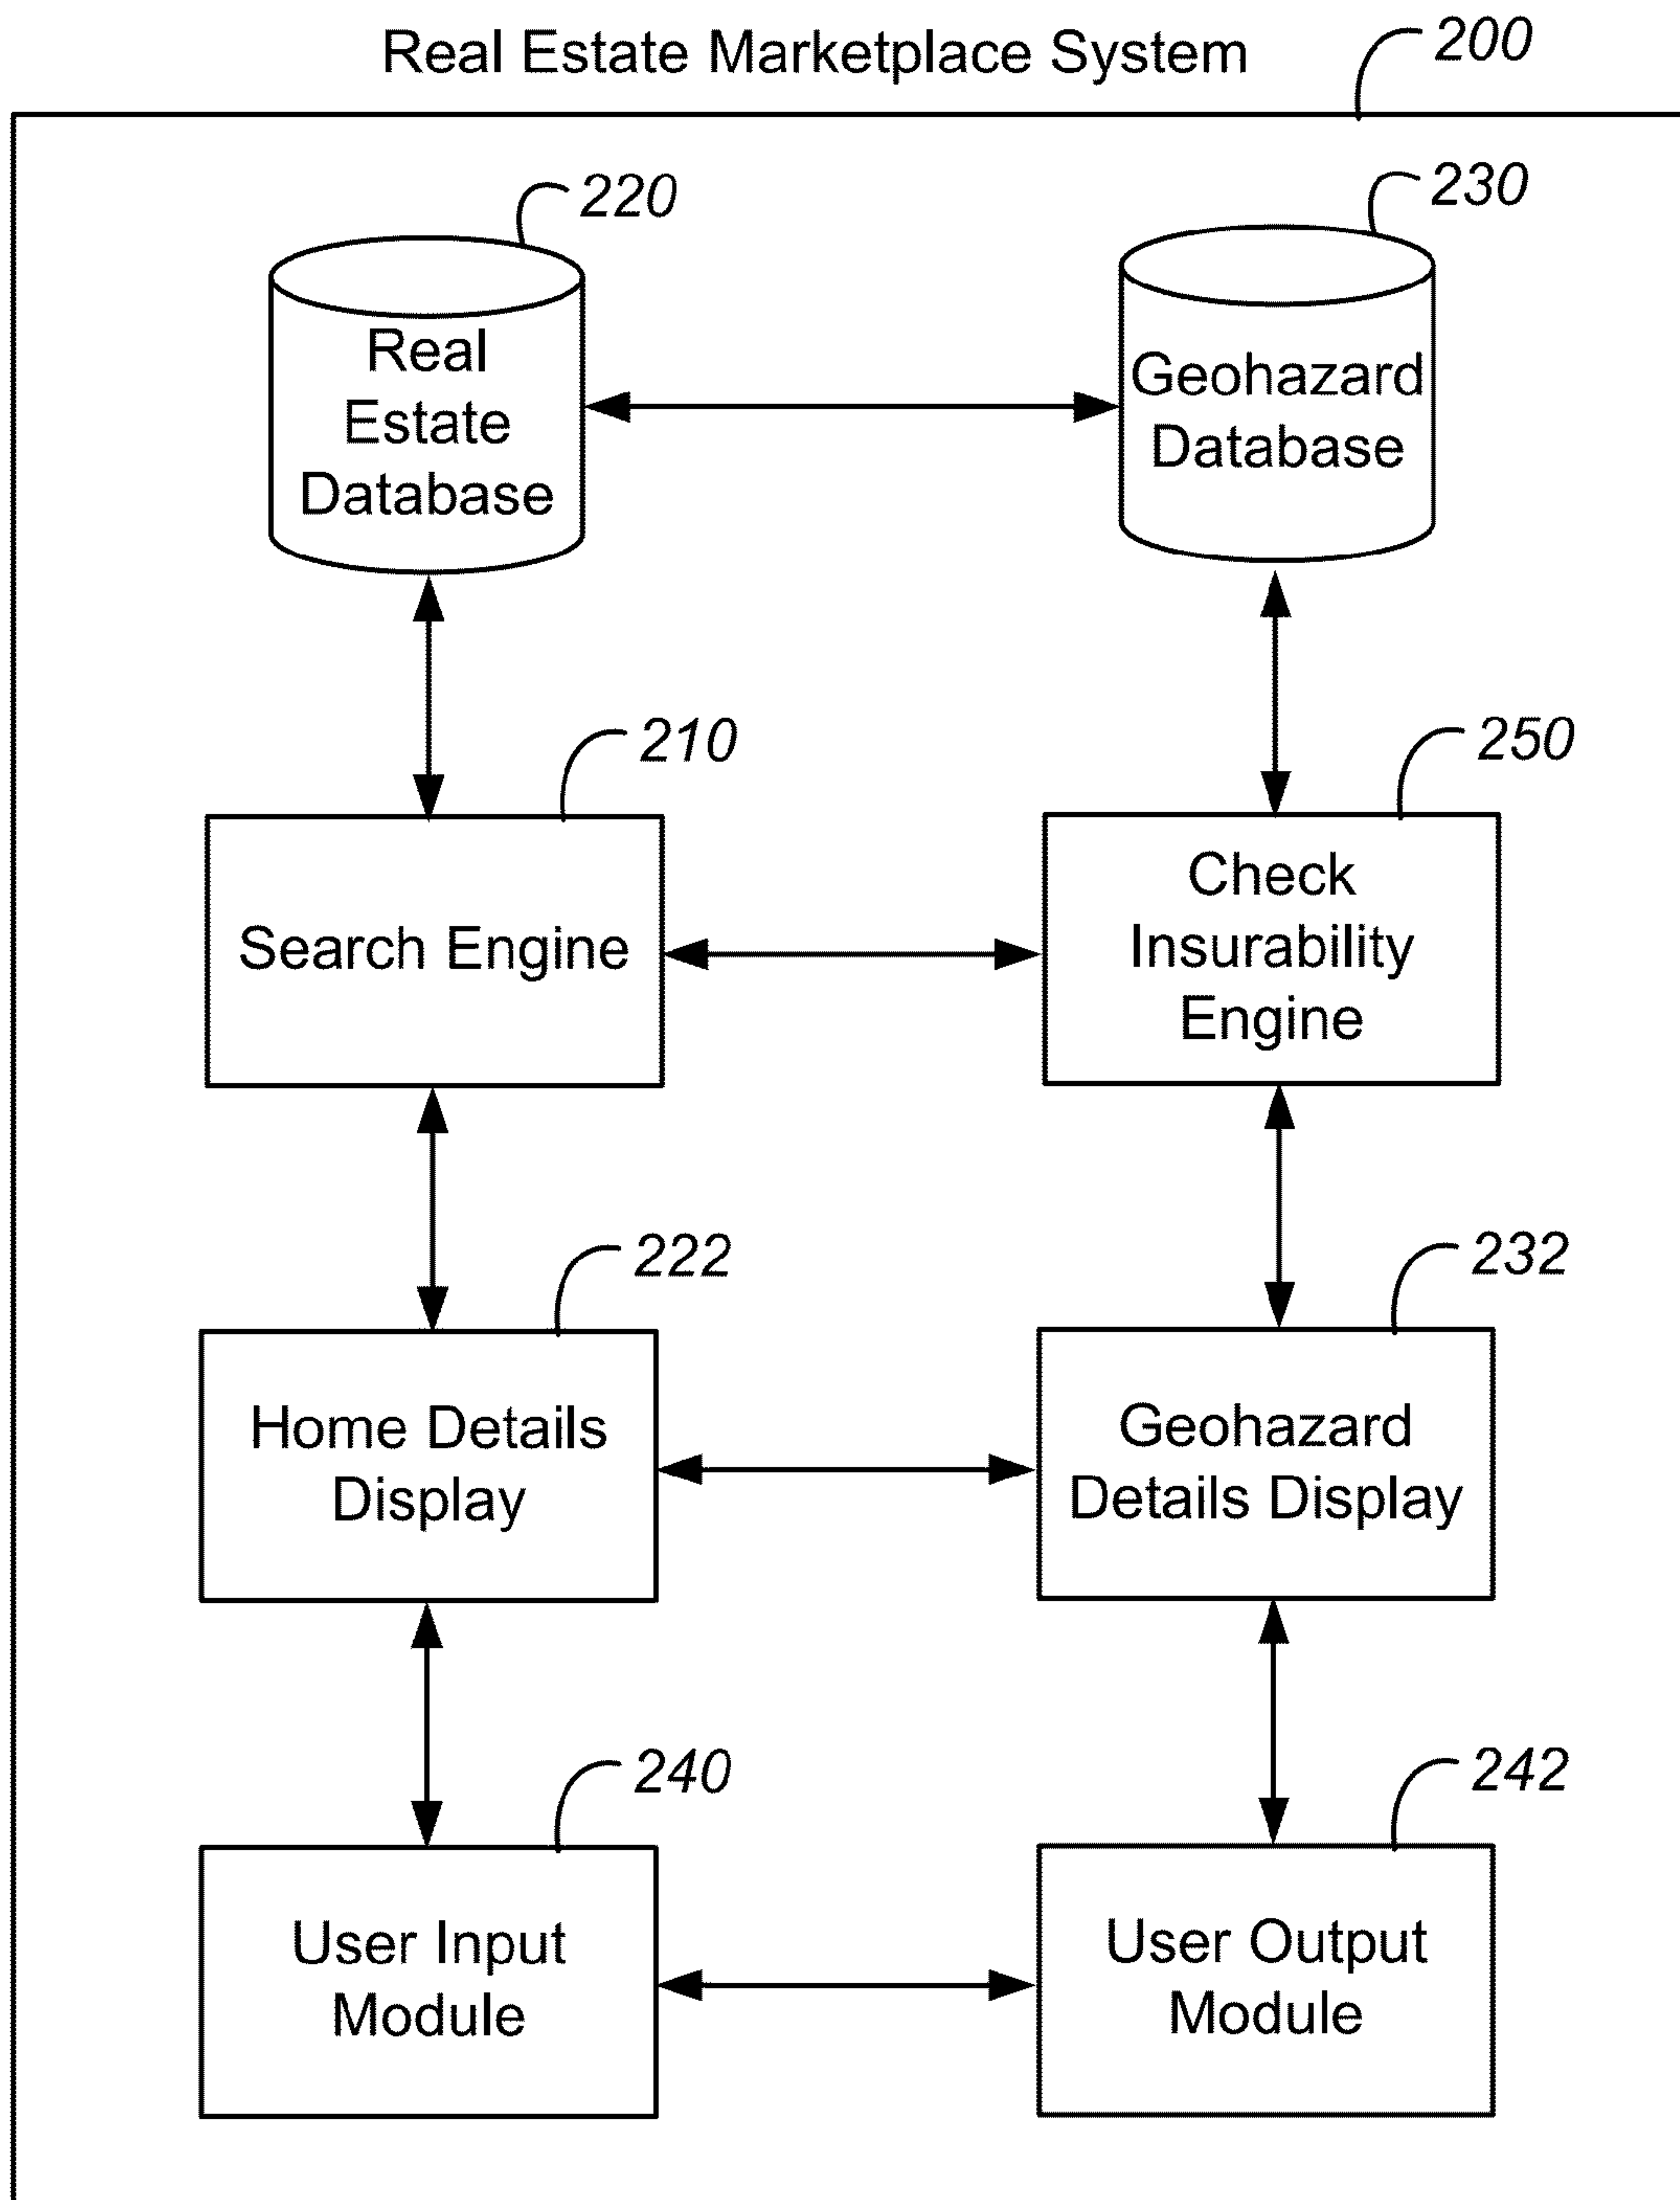 Real Estate Marketplace System
200
220
230
Real
Estate
Database
Geohazard
Database
210
250
Search Engine
Check
Insurability
Engine
222
232
Home Details
Display
Geohazard
Details Display
240
242
User Input
Module
User Output
Module